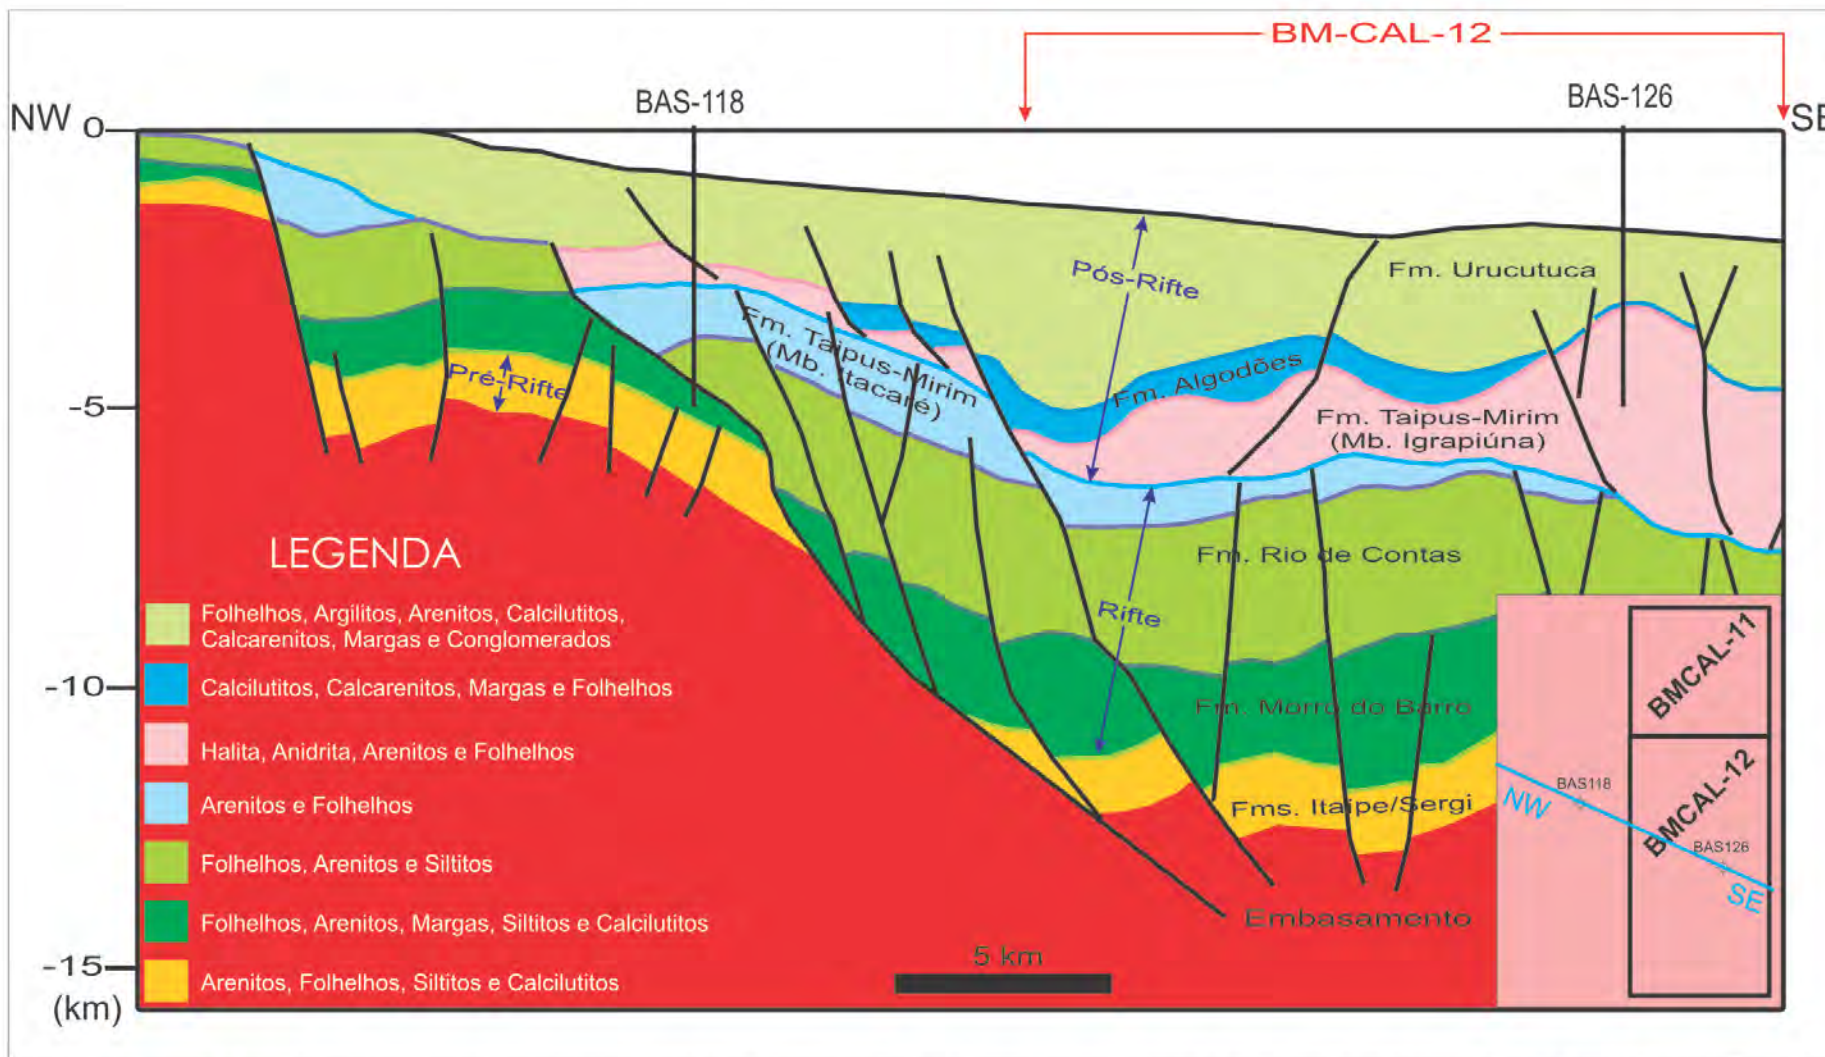 BM-CAL-12
BAS-118
BAS-126
NW
0
SE
Pós-Rifte
Fm. Urucutuca
Fm. Taipus-Mirim
(Mb. Itacaré)
Fm. Algodões
Pré-Rifte
-5
Fm. Taipus-Mirim
(Mb. Igrapiúna)
Fm. Rio de Contas
Rifte
LEGENDA
Folhelhos, Argilitos, Arenitos, Calcilutitos,
Calcarenitos, Margas e Conglomerados
Calcilutitos, Calcarenitos, Margas e Folhelhos
Halita, Anidrita, Arenitos e Folhelhos
Arenitos e Folhelhos
Folhelhos, Arenitos e Siltitos
Folhelhos, Arenitos, Margas, Siltitos e Calcilutitos
Arenitos, Folhelhos, Siltitos e Calcilutitos
-10
Fm. Morro do Barro
Fms. Itaipe/Sergi
Embasamento
5 km
-15
(km)
BMCAL-11
BMCAL-12
BAS118
NW
BAS126
SE